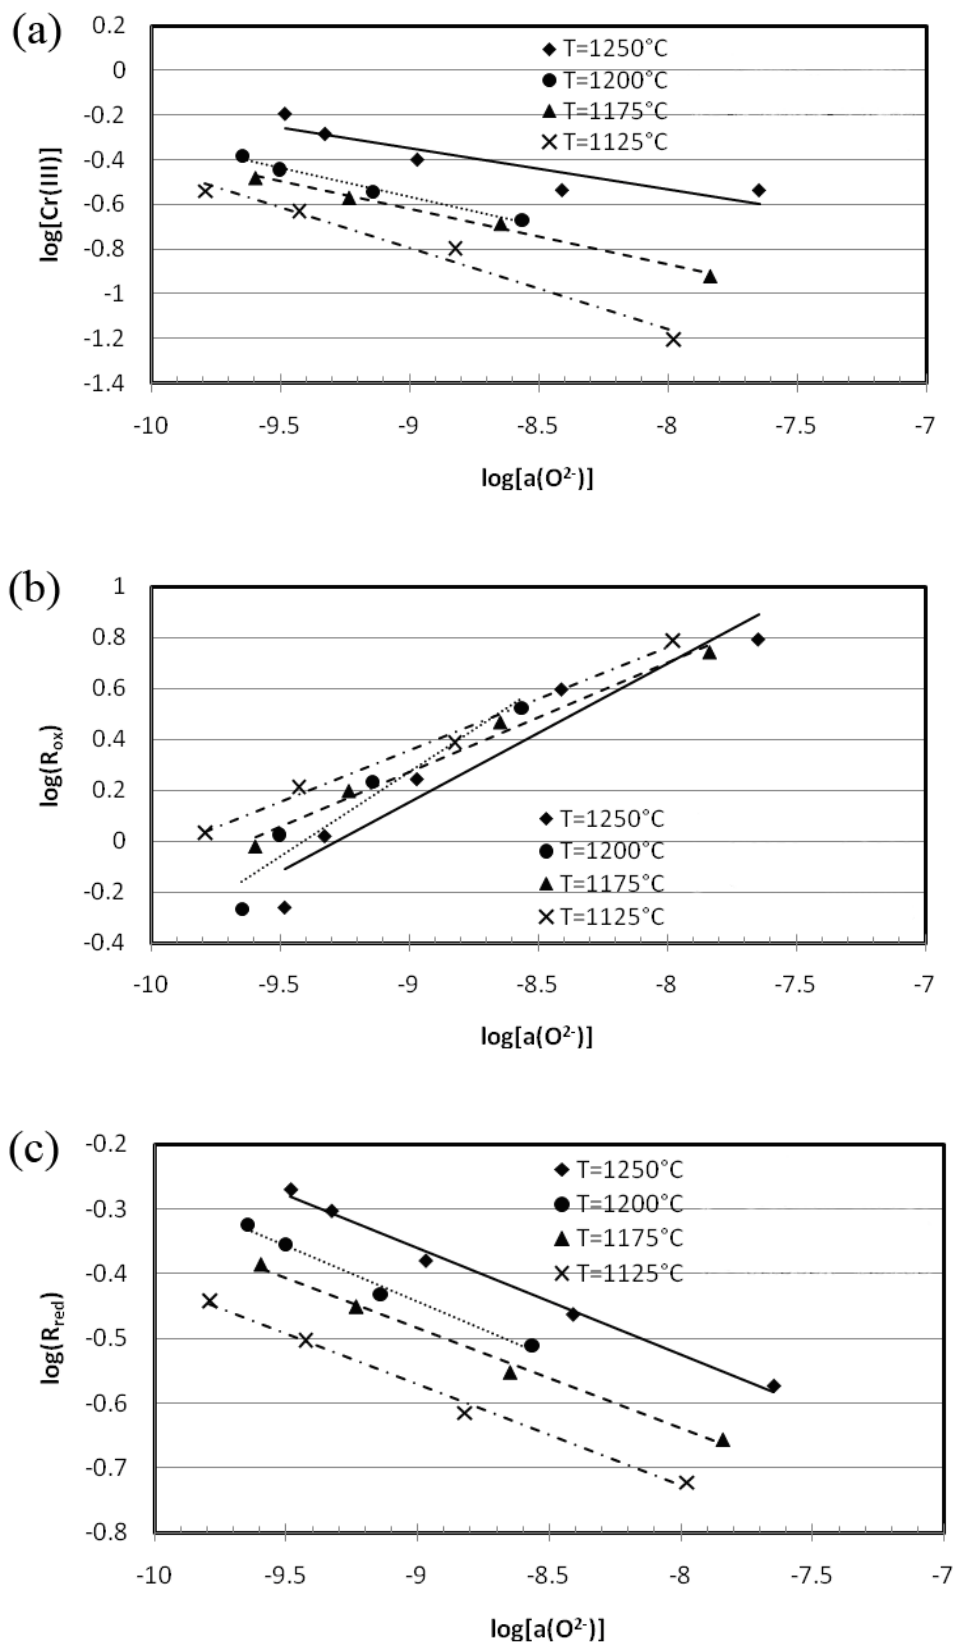 (a)
0.2
0
-0.2
-0.4
-0.6
-0.8
-1
-1.2
-1.4
log[Cr(III)]
T=1250°C
T=1200°C
T=1175°C
T=1125°C
-10 -9.5 -9 -8.5 -8 -7.5 -7
log[a(O²⁻)]
(b)
1
0.8
0.6
0.4
0.2
0
-0.2
-0.4
log(Rox)
T=1250°C
T=1200°C
T=1175°C
T=1125°C
-10 -9.5 -9 -8.5 -8 -7.5 -7
log[a(O²⁻)]
(c)
-0.2
-0.3
-0.4
-0.5
-0.6
-0.7
-0.8
log(Rred)
T=1250°C
T=1200°C
T=1175°C
T=1125°C
-10 -9.5 -9 -8.5 -8 -7.5 -7
log[a(O²⁻)]